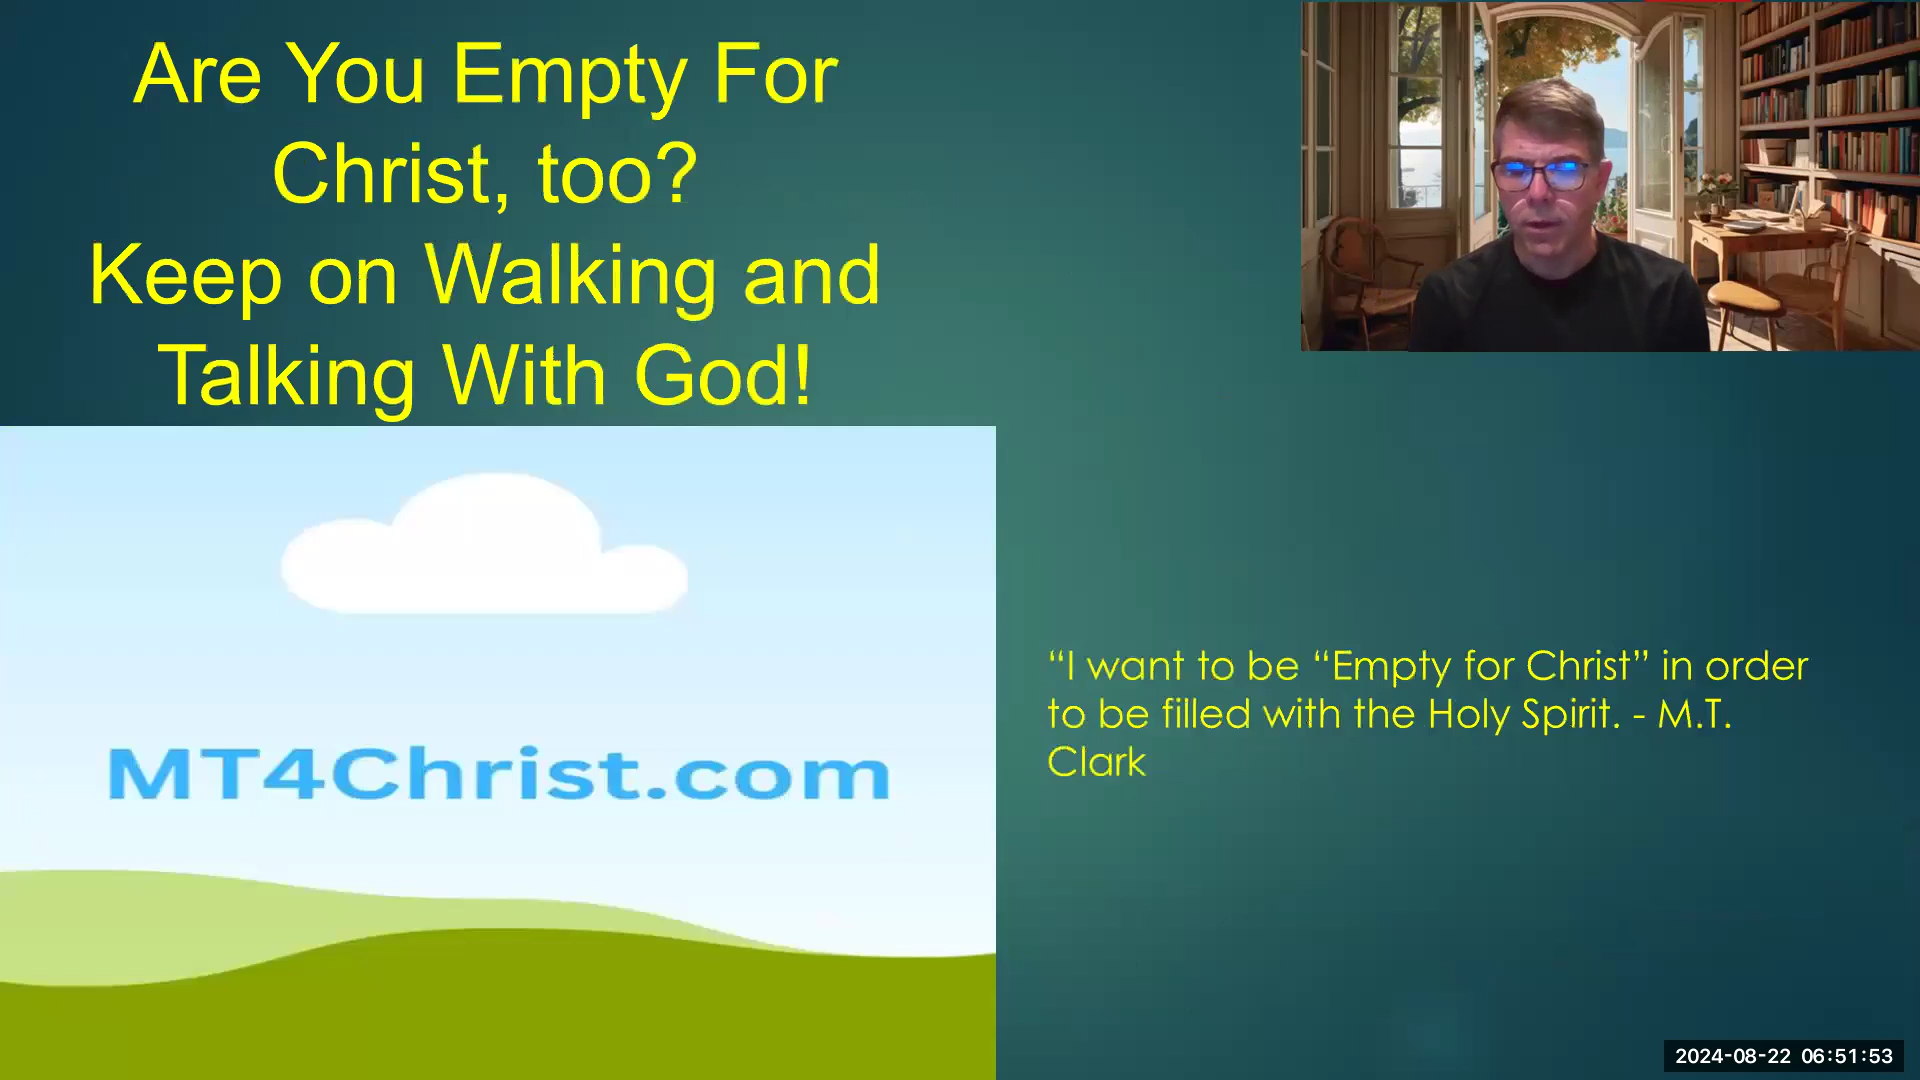 Are You Empty For
Christ, too?
Keep on Walking and
Talking With God!
MT4Christ.com
“I want to be “Empty for Christ” in order
to be filled with the Holy Spirit. - M.T.
Clark
2024-08-22 06:51:53